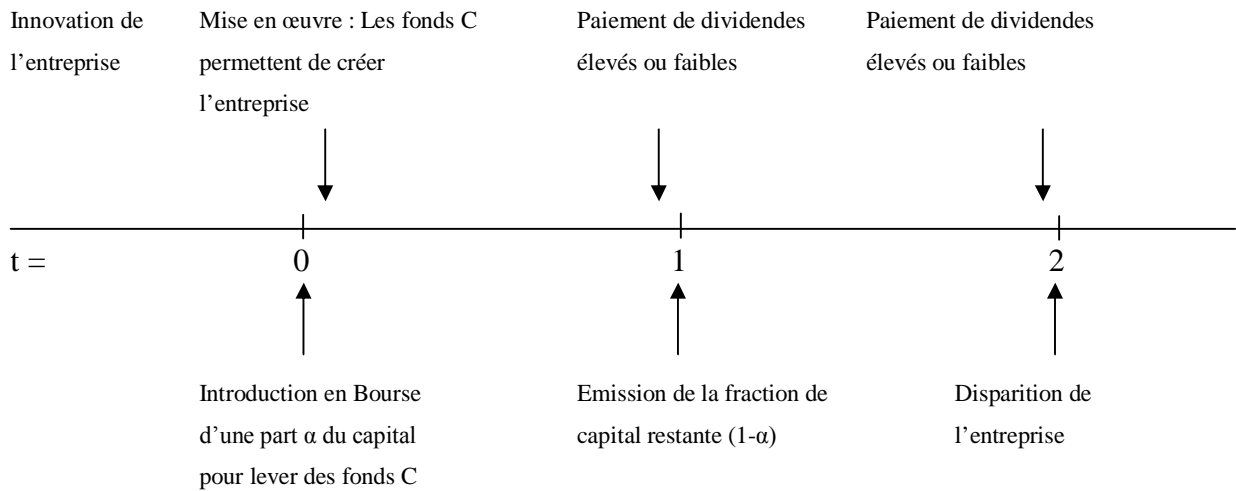 Innovation de
l’entreprise
Mise en œuvre : Les fonds C
permettent de créer
l’entreprise
Paiement de dividendes
élevés ou faibles
Paiement de dividendes
élevés ou faibles
t =
0
1
2
Introduction en Bourse
d’une part α du capital
pour lever des fonds C
Emission de la fraction de
capital restante (1-α)
Disparition de
l’entreprise